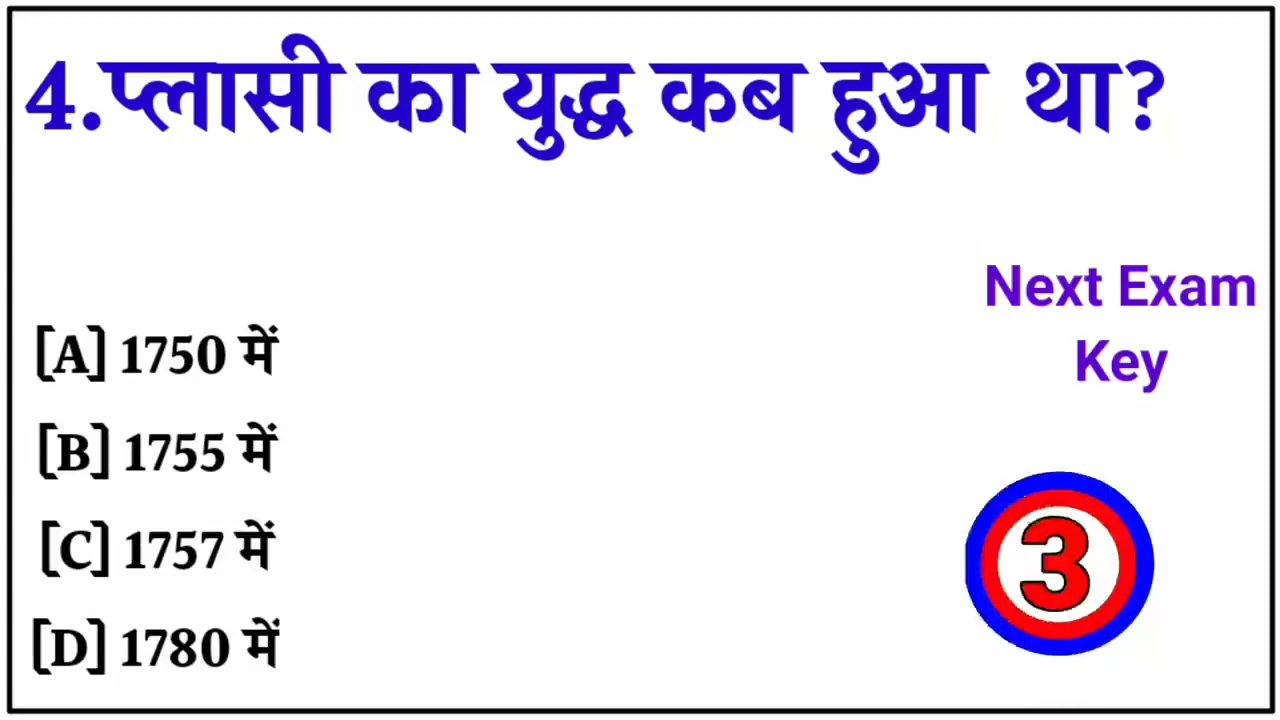 4.प्लासी का युद्ध कब हुआ था?
Next Exam
Key
[A] 1750 में
[B] 1755 में
[C] 1757 में
[D] 1780 में
3